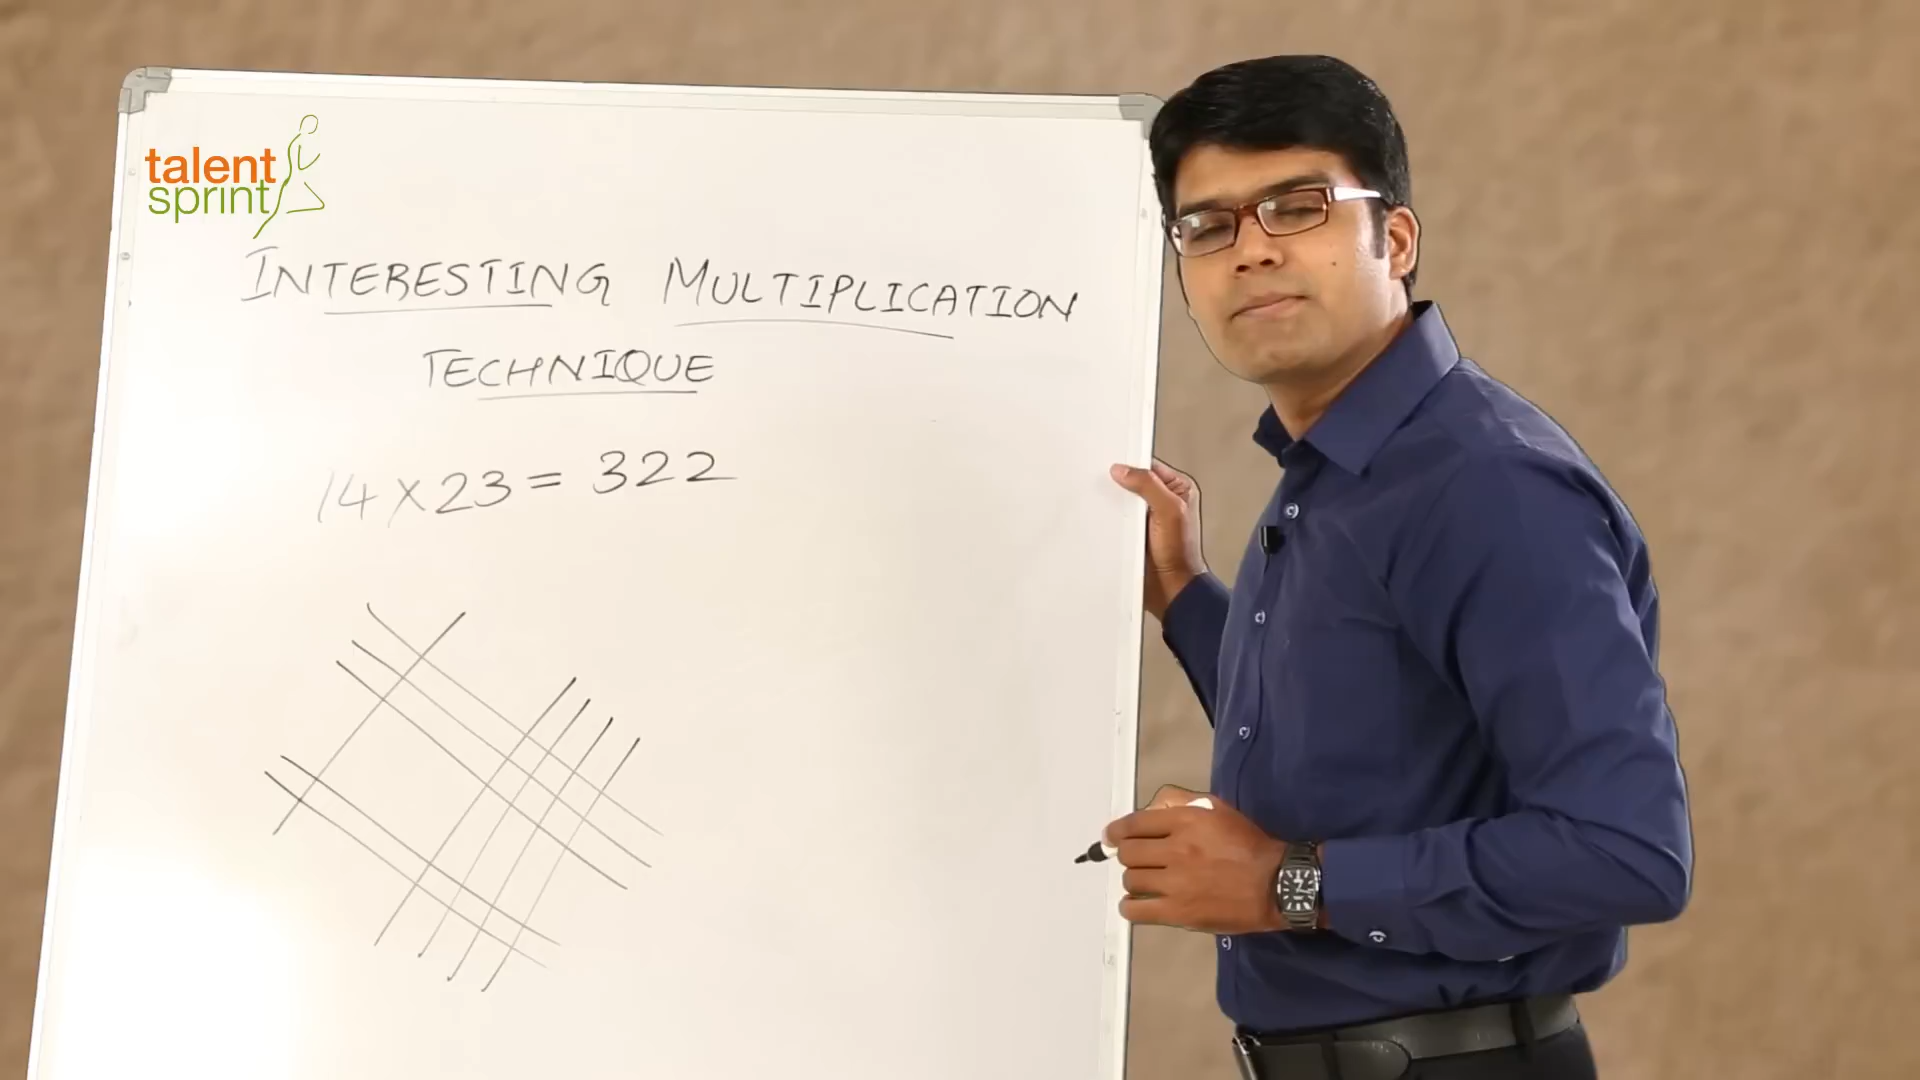 talent
sprint
INTERESTING MULTIPLICATION
TECHNIQUE
14×23= 322